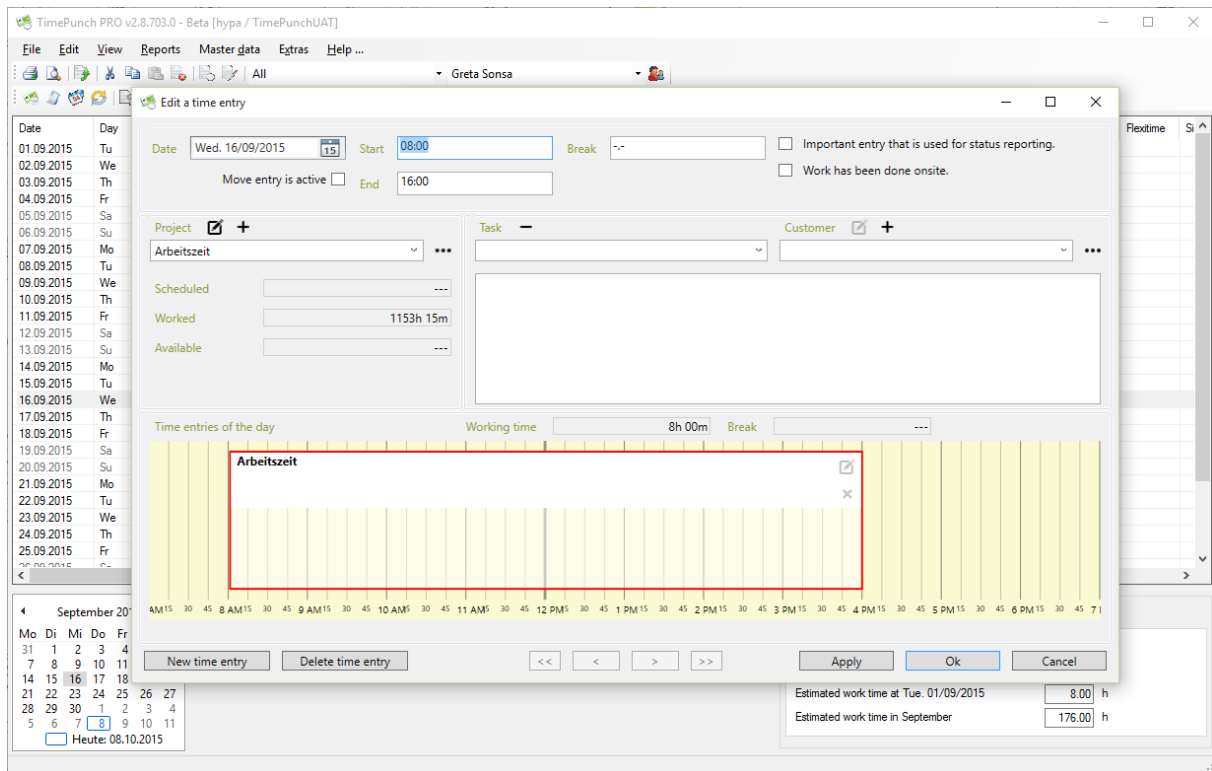 TimePunch PRO v2.8.703.0 - Beta [hypa / TimePunchUAT]
File Edit View Reports Master data Extras Help ...
All Greta Sonsa
Edit a time entry
Date Day Flexitime
01.09.2015 Tu
02.09.2015 We
03.09.2015 Th
04.09.2015 Fr
05.09.2015 Sa
06.09.2015 Su
07.09.2015 Mo
08.09.2015 Tu
09.09.2015 We
10.09.2015 Th
11.09.2015 Fr
12.09.2015 Sa
13.09.2015 Su
14.09.2015 Mo
15.09.2015 Tu
16.09.2015 We
17.09.2015 Th
18.09.2015 Fr
19.09.2015 Sa
20.09.2015 Su
21.09.2015 Mo
22.09.2015 Tu
23.09.2015 We
24.09.2015 Th
25.09.2015 Fr
Date Wed. 16/09/2015 15 Start 08:00 Break -.- Important entry that is used for status reporting.
Move entry is active End 16:00 Work has been done onsite.
Project Task Customer
Arbeitszeit
Scheduled ---
Worked 1153h 15m
Available ---
Time entries of the day Working time 8h 00m Break ---
Arbeitszeit
AM 15 30 45 8 AM 15 30 45 9 AM 15 30 45 10 AM 30 45 11 AM 30 45 12 PM 30 45 1 PM 15 30 45 2 PM 15 30 45 3 PM 15 30 45 4 PM 15 30 45 5 PM 15 30 45 6 PM 15 30 45
New time entry Delete time entry << < > >> Apply Ok Cancel
September
Mo Di Mi Do Fr
31 1 2 3 4
7 8 9 10 11
14 15 16 17 18
21 22 23 24 25 26 27
28 29 30 1 2 3 4
5 6 7 8 9 10 11
Heute: 08.10.2015
Estimated work time at Tue. 01/09/2015 8.00 h
Estimated work time in September 176.00 h